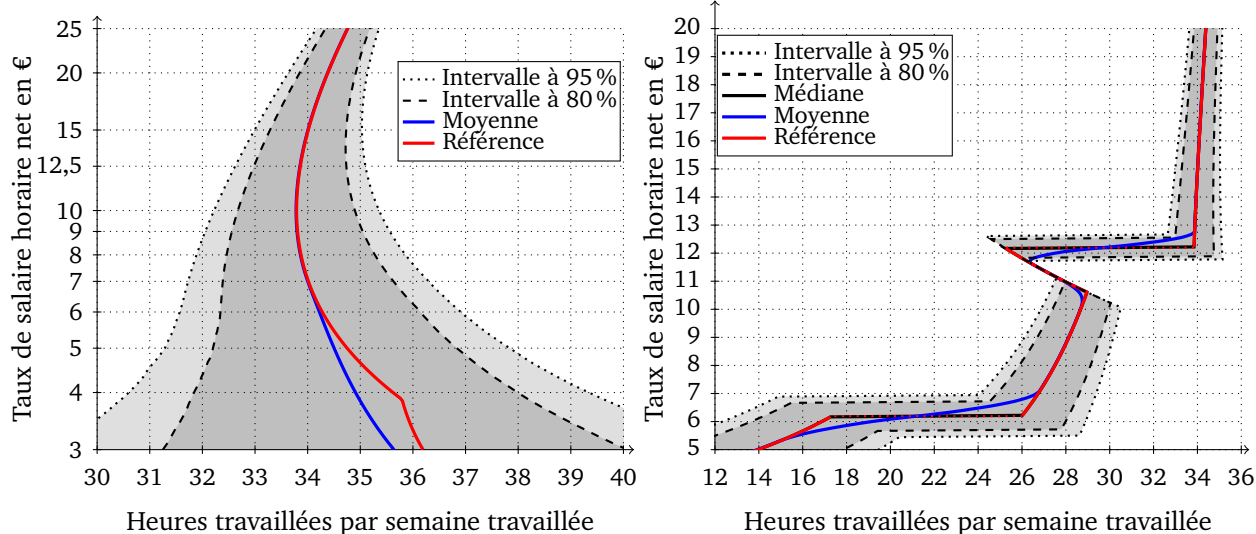 Taux de salaire horaire net en €
25
20
15
12,5
10
9
8
7
6
5
4
3
30 31 32 33 34 35 36 37 38 39 40
Heures travaillées par semaine travaillée
Intervalle à 95 %
Intervalle à 80 %
Moyenne
Référence
Taux de salaire horaire net en €
20
19
18
17
16
15
14
13
12
11
10
9
8
7
6
5
12 14 16 18 20 22 24 26 28 30 32 34 36
Heures travaillées par semaine travaillée
Intervalle à 95 %
Intervalle à 80 %
Médiane
Moyenne
Référence